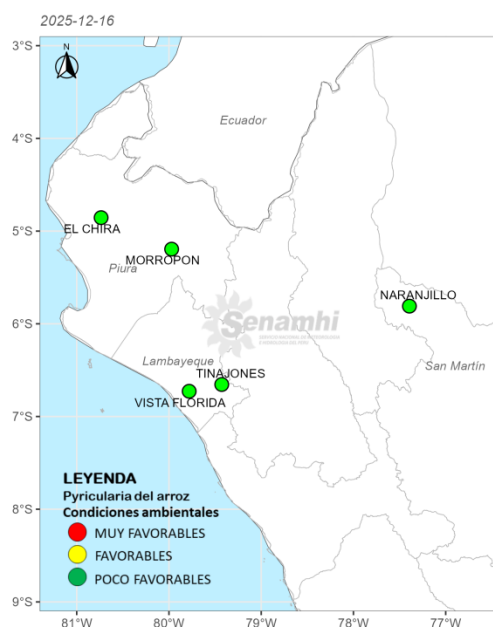 2025-12-16
N
3°S
Ecuador
4°S
EL CHIRA
5°S
MORROPON
Piura
NARANJILLO
Senamhi
6°S
Lambayeque
San Martín
TINAJONES
VISTA FLORIDA
7°S
LEYENDA
Pyricularia del arroz
Condiciones ambientales
MUY FAVORABLES
FAVORABLES
POCO FAVORABLES
8°S
9°S
81°W 80°W 79°W 78°W 77°W